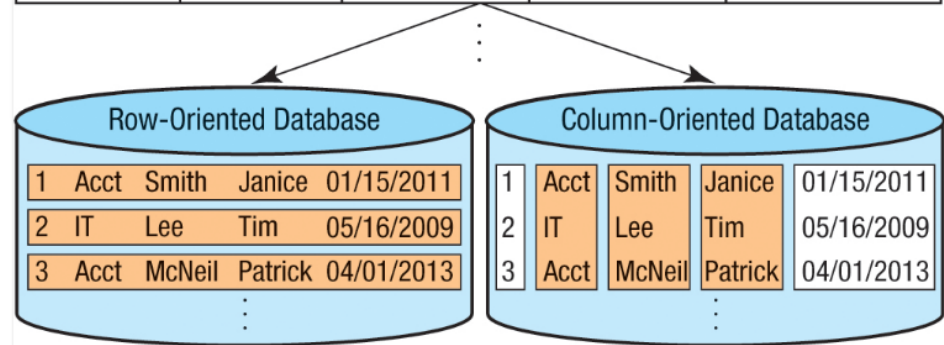 Row-Oriented Database
1 Acct Smith Janice 01/15/2011
2 IT Lee Tim 05/16/2009
3 Acct McNeil Patrick 04/01/2013
Column-Oriented Database
1 Acct Smith Janice 01/15/2011
2 IT Lee Tim 05/16/2009
3 Acct McNeil Patrick 04/01/2013